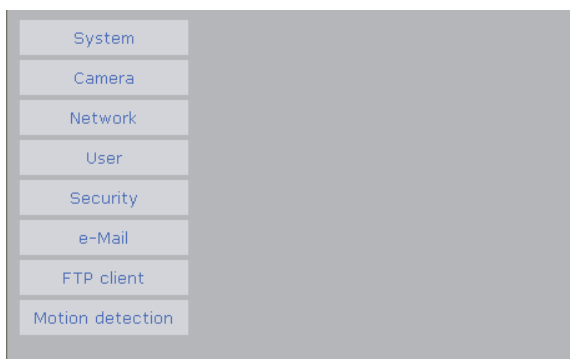 System
Camera
Network
User
Security
e-Mail
FTP client
Motion detection